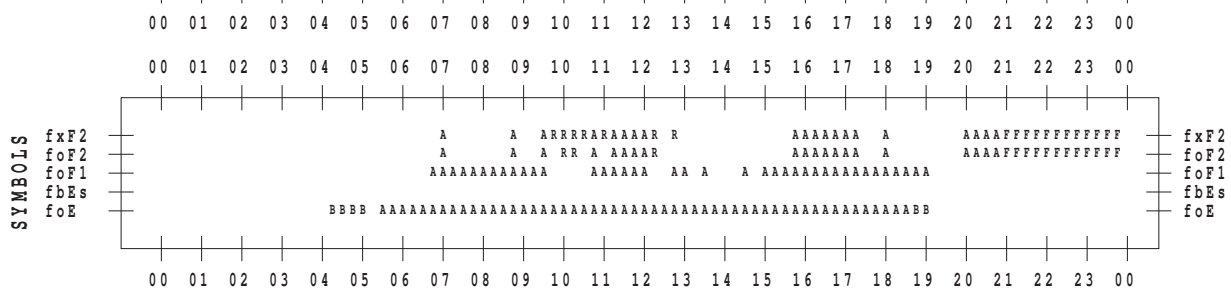 00 01 02 03 04 05 06 07 08 09 10 11 12 13 14 15 16 17 18 19 20 21 22 23 00
00 01 02 03 04 05 06 07 08 09 10 11 12 13 14 15 16 17 18 19 20 21 22 23 00
SYMBOLS
fxF2 A A ARRRRARAAAAR R AAAAAAA A AAAAFFFFFFFFFFFF fxF2
foF2 A A A RR A AAAAR AAAAAAA A AAAAFFFFFFFFFFFF foF2
foF1 AAAAAAAAAAAA AAAAAA AA A A AAAAAAAAAAAAAAAAA foF1
fbEs fbEs
foE BBBB AAAAAAAAAAAAAAAAAAAAAAAAAAAAAAAAAAAAAAAAAAAAAAAAAAAAABB foE
00 01 02 03 04 05 06 07 08 09 10 11 12 13 14 15 16 17 18 19 20 21 22 23 00